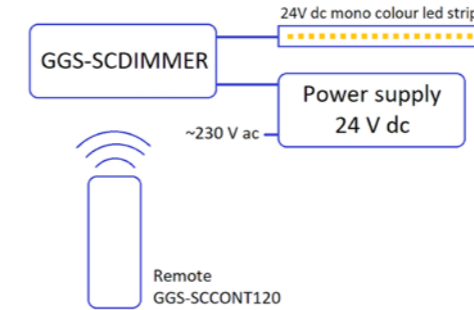 24V dc mono colour led strip
GGS-SCDIMMER
Power supply
24 V dc
~230 V ac
Remote
GGS-SCCONT120